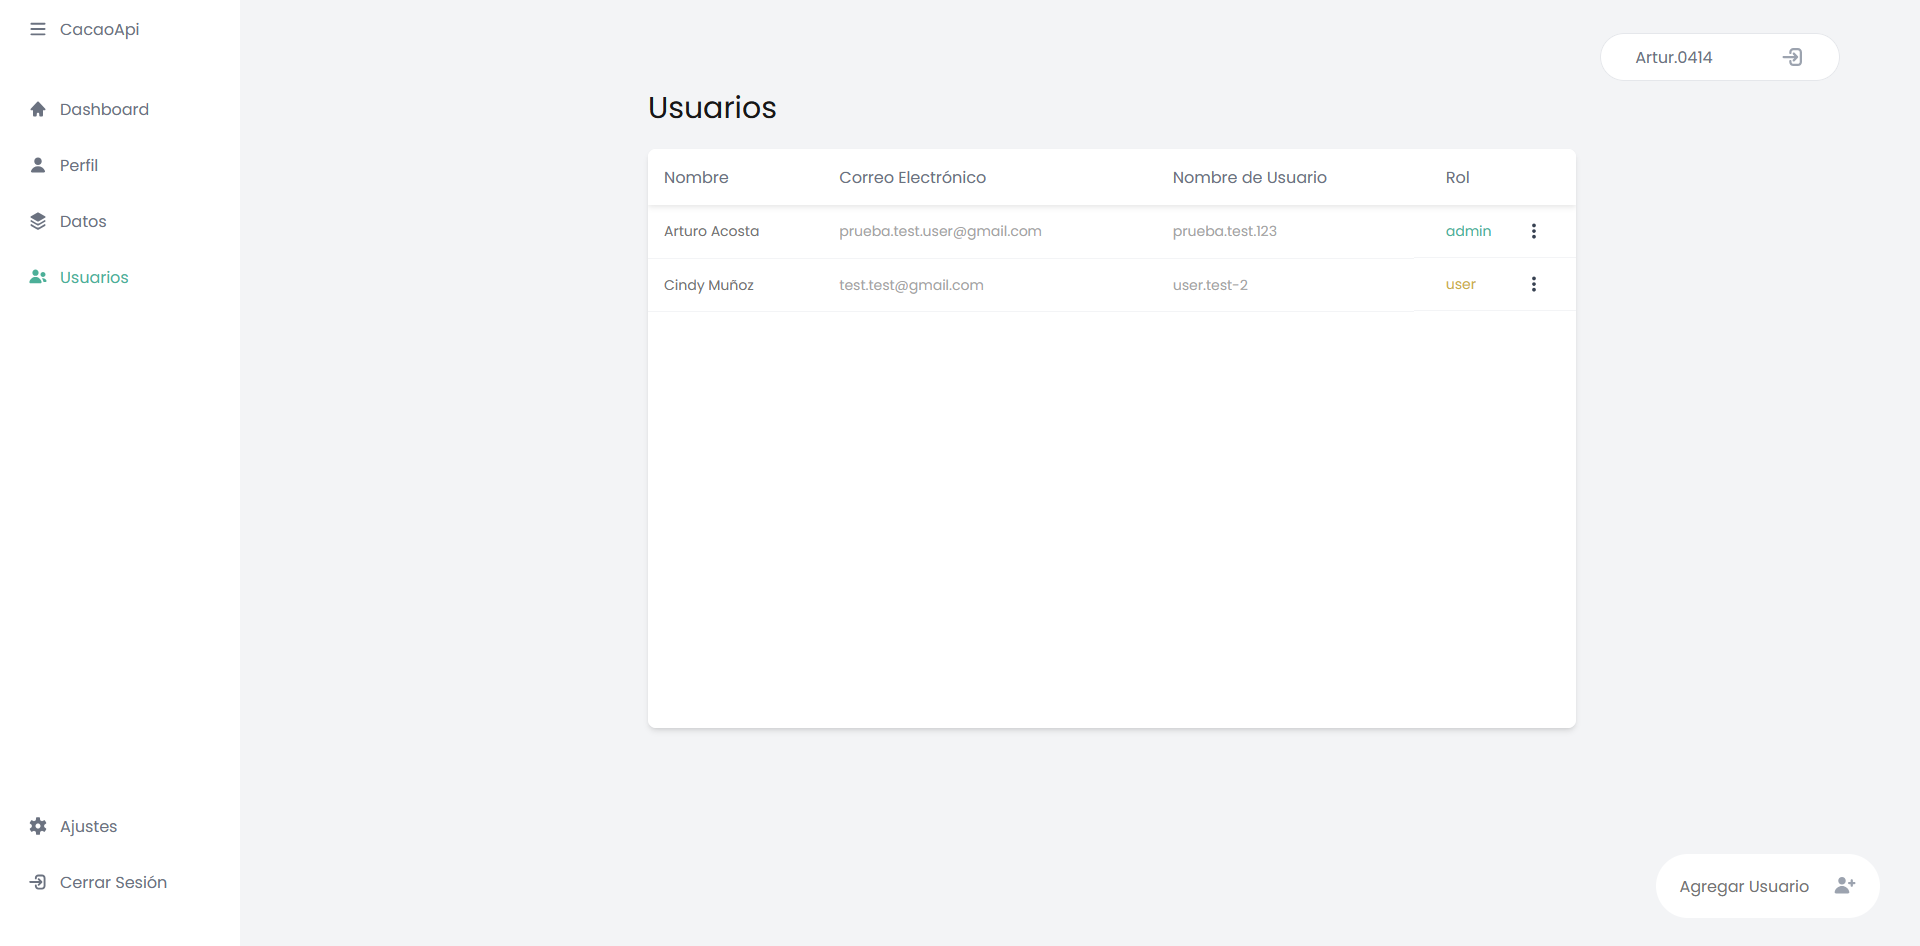 CacaoApi
Dashboard
Perfil
Datos
Usuarios
Ajustes
Cerrar Sesión
Artur.0414
Usuarios
Nombre Correo Electrónico Nombre de Usuario Rol
Arturo Acosta prueba.test.user@gmail.com prueba.test.123 admin
Cindy Muñoz test.test@gmail.com user.test-2 user
Agregar Usuario